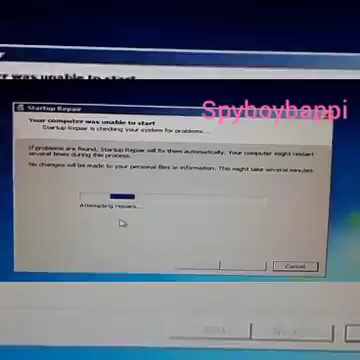 er was unable to start
Startup Repair
Spyboybappi
Your computer was unable to start
Startup Repair is checking your system for problems...
If problems are found, Startup Repair will fix them automatically. Your computer might restart
several times during this process.
No changes will be made to your personal files or information. This might take several minutes.
Attempting repairs...
Cancel